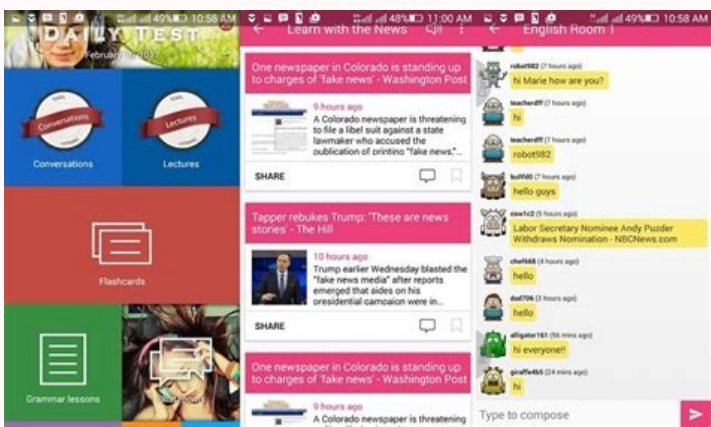 49% 10:58 AM
DAILY TEST
Conversations
Lectures
Conversations
Lectures
Flashcards
Grammar lessons
48% 11:00 AM
Learn with the News
One newspaper in Colorado is standing up
to charges of 'fake news' - Washington Post
9 hours ago
A Colorado newspaper is threatening
to file a libel suit against a state
lawmaker who accused the
publication of printing "fake news,"...
SHARE
Tapper rebukes Trump: 'These are news
stories' - The Hill
10 hours ago
Trump earlier Wednesday blasted the
"fake news media" after reports
emerged that aides on his
presidential campaign were in...
SHARE
One newspaper in Colorado is standing up
to charges of 'fake news' - Washington Post
9 hours ago
A Colorado newspaper is threatening
49% 10:58 AM
English Room 1
robot982 (7 hours ago)
hi Marie how are you?
teacherdff (7 hours ago)
hi
teacherdff (7 hours ago)
robot982
bullfd0 (7 hours ago)
hello guys
cow1c2 (5 hours ago)
Labor Secretary Nominee Andy Puzder
Withdraws Nomination - NBCNews.com
chef668 (4 hours ago)
hello
dad706 (3 hours ago)
hello
alligator161 (56 mins ago)
hi everyone!!
giraffe4b5 (24 mins ago)
hi
Type to compose